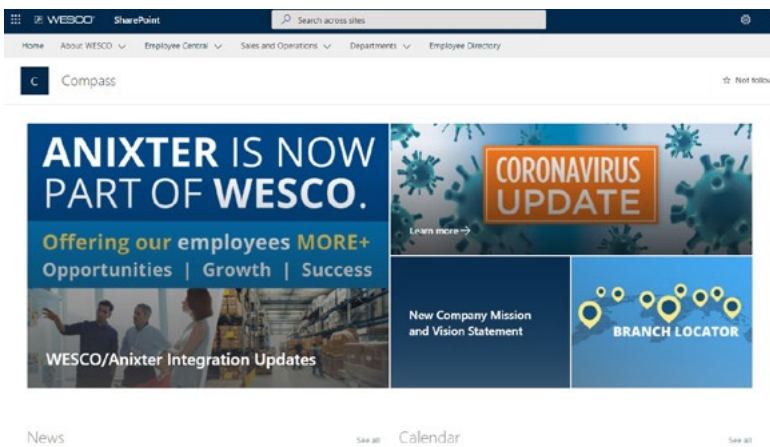 WESCO SharePoint Search across sites
Home About WESCO Employee Central Sales and Operations Departments Employee Directory
C Compass Not follow
ANIXTER IS NOW
PART OF WESCO.
Offering our employees MORE+
Opportunities | Growth | Success
WESCO/Anixter Integration Updates
CORONAVIRUS
UPDATE
Learn more →
New Company Mission
and Vision Statement
BRANCH LOCATOR
News See all Calendar See all